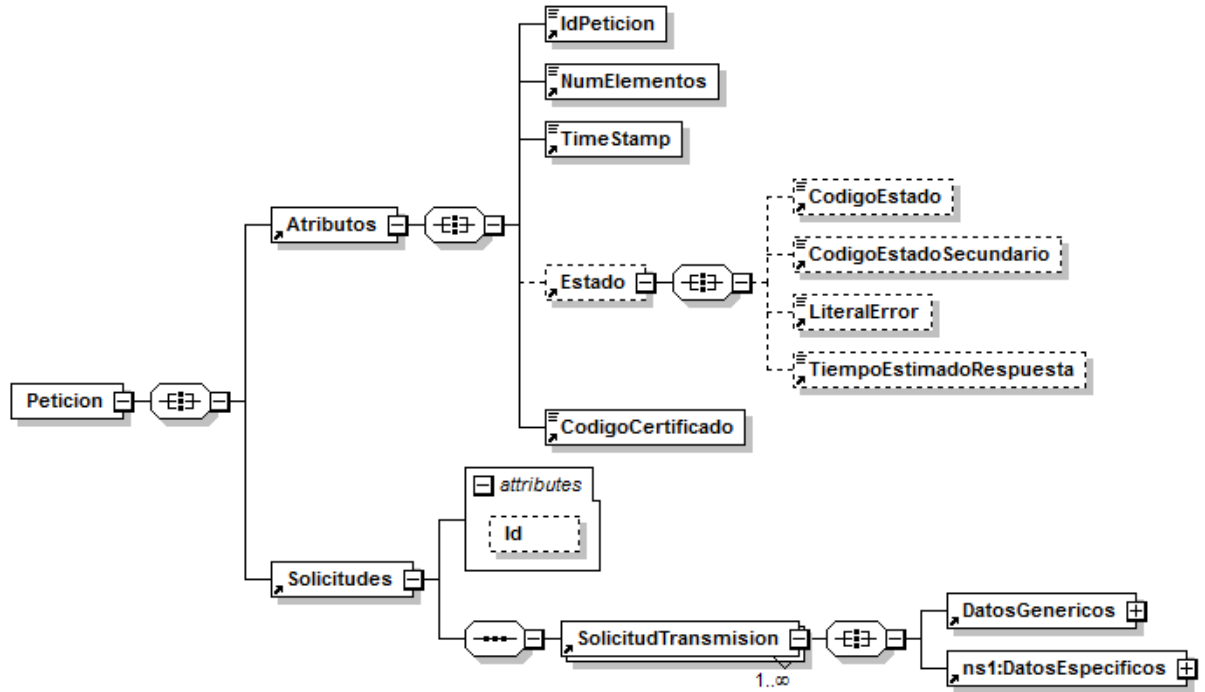 IdPeticion
NumElementos
TimeStamp
CodigoEstado
Atributos
CodigoEstadoSecundario
Estado
LiteralError
TiempoEstimadoRespuesta
Peticion
CodigoCertificado
attributes
Id
Solicitudes
DatosGenericos
SolicitudTransmision
ns1:DatosEspecificos
1..∞